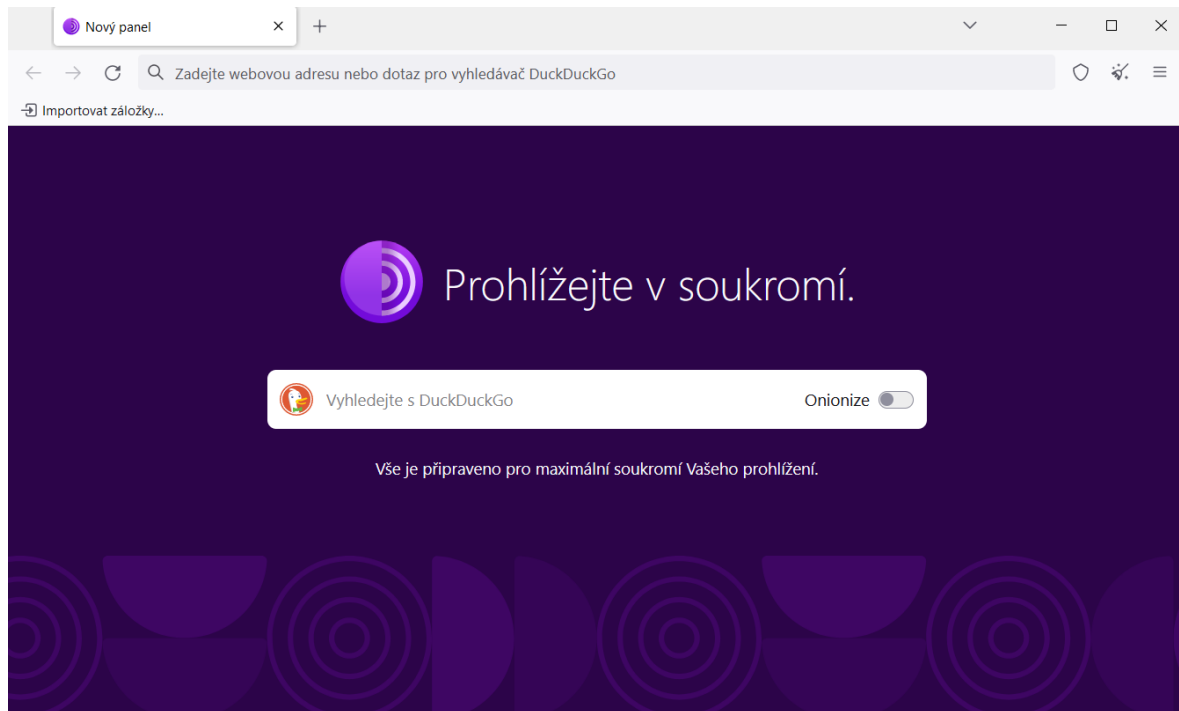 Nový panel
Zadejte webovou adresu nebo dotaz pro vyhledávač DuckDuckGo
Importovat záložky...
Prohlížejte v soukromí.
Vyhledejte s DuckDuckGo Onionize
Vše je připraveno pro maximální soukromí Vašeho prohlížení.